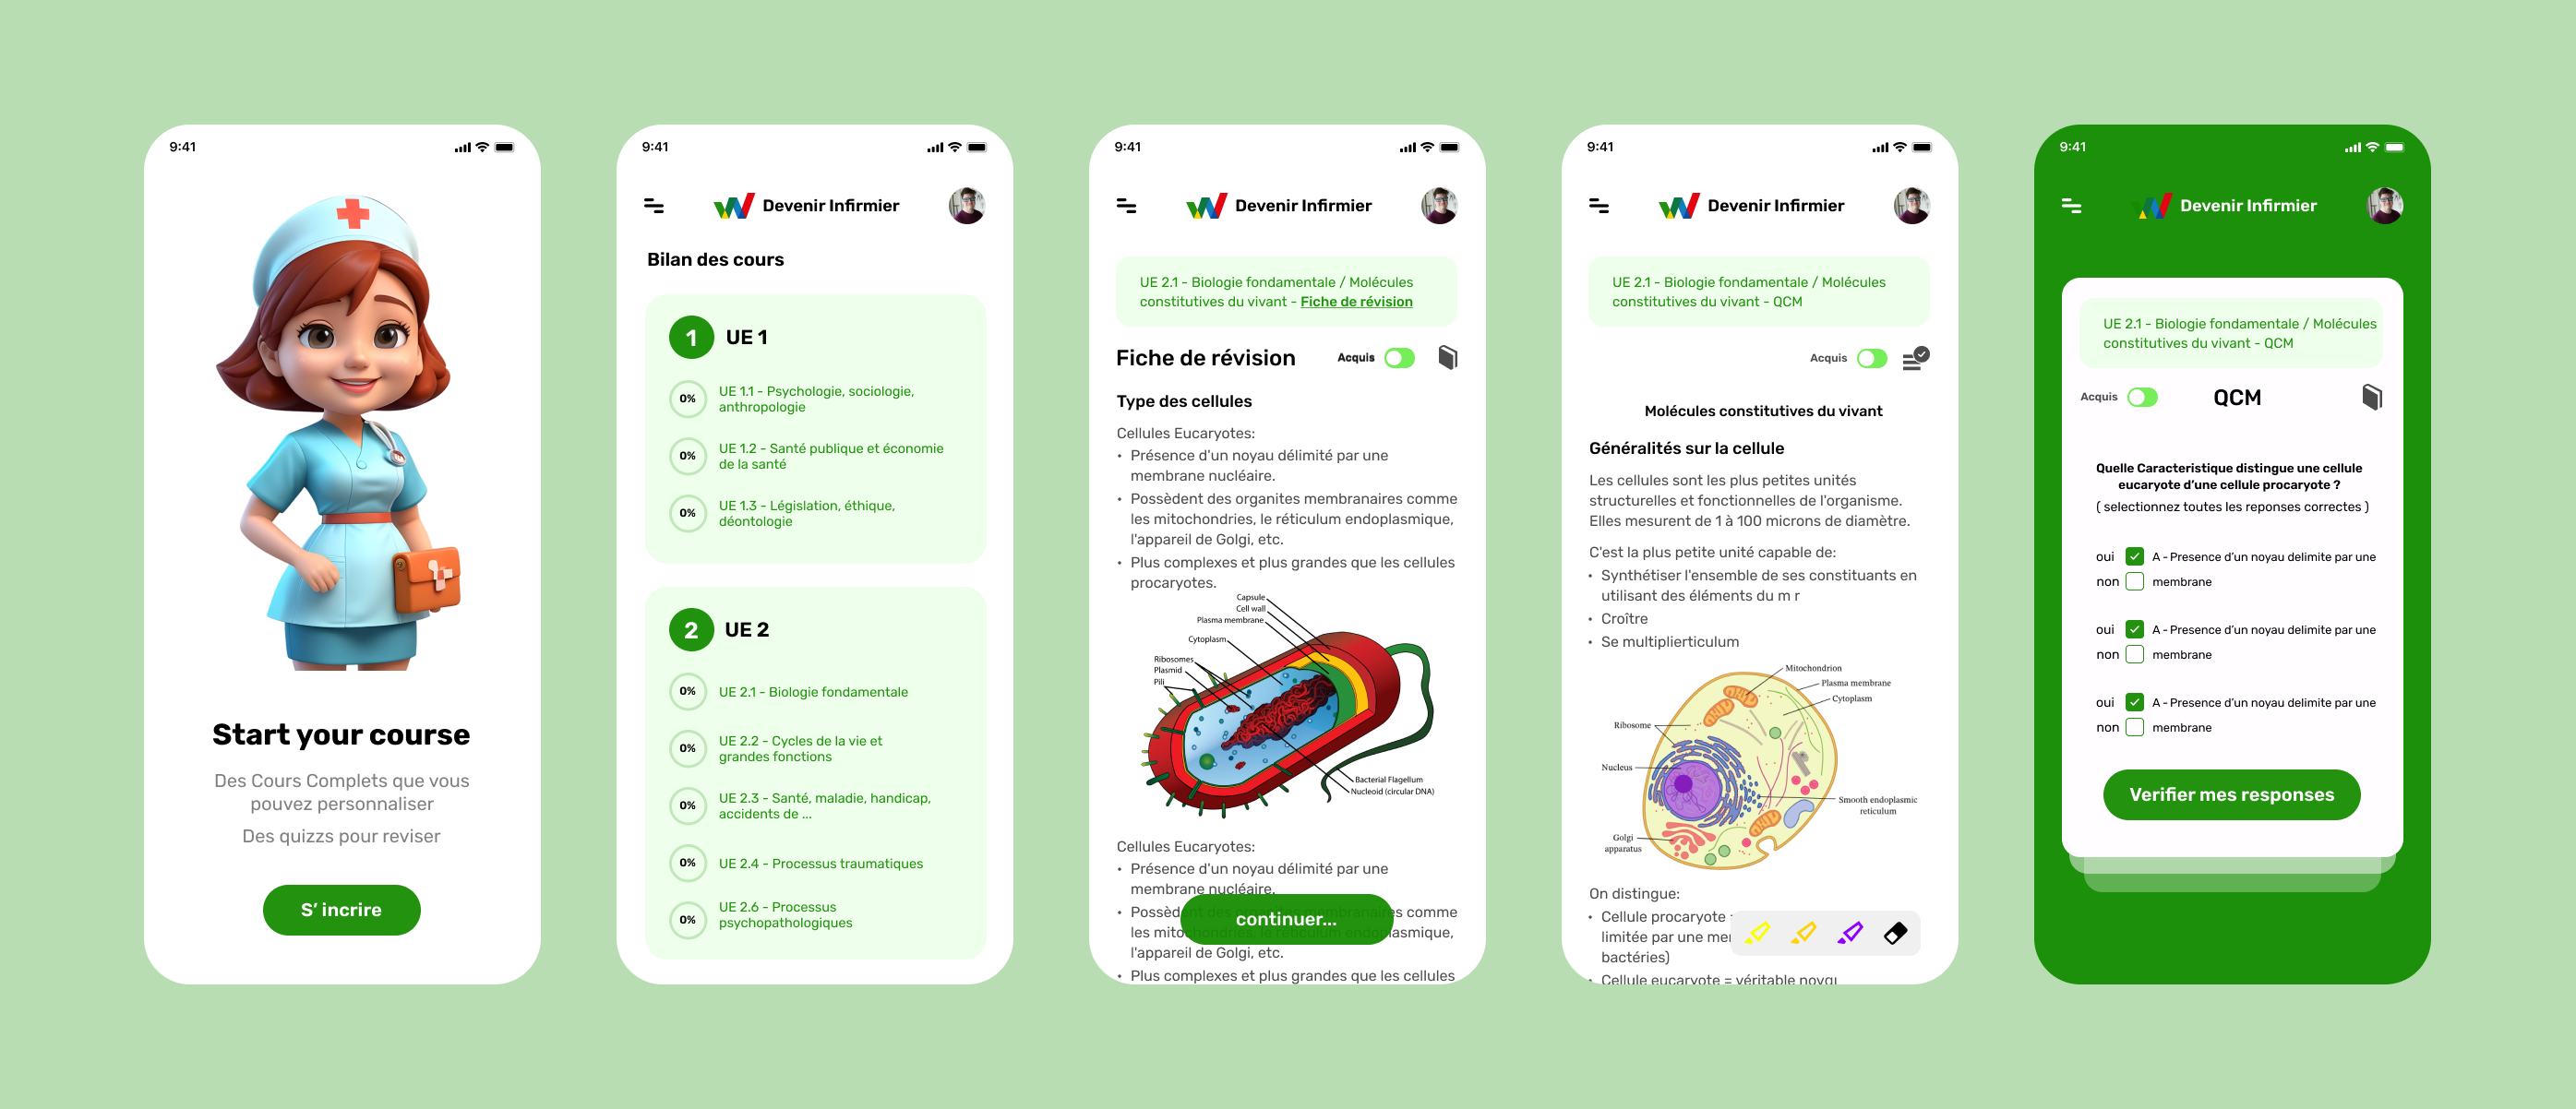 9:41
Start your course
Des Cours Complets que vous
pouvez personnaliser
Des quizzs pour reviser
S' incrire
9:41
Devenir Infirmier
Bilan des cours
1 UE 1
0% UE 1.1 - Psychologie, sociologie,
anthropologie
0% UE 1.2 - Santé publique et économie
de la santé
0% UE 1.3 - Législation, éthique,
déontologie
2 UE 2
0% UE 2.1 - Biologie fondamentale
0% UE 2.2 - Cycles de la vie et
grandes fonctions
0% UE 2.3 - Santé, maladie, handicap,
accidents de ...
0% UE 2.4 - Processus traumatiques
0% UE 2.6 - Processus
psychopathologiques
9:41
Devenir Infirmier
UE 2.1 - Biologie fondamentale / Molécules
constitutives du vivant - Fiche de révision
Fiche de révision Acquis
Type des cellules
Cellules Eucaryotes:
• Présence d'un noyau délimité par une
membrane nucléaire.
• Possèdent des organites membranaires comme
les mitochondries, le réticulum endoplasmique,
l'appareil de Golgi, etc.
• Plus complexes et plus grandes que les cellules
procaryotes.
Capsule
Cell wall
Plasma membrane
Cytoplasm
Ribosomes
Plasmid
Pili
Bacterial Flagellum
Nucleoid (circular DNA)
Cellules Eucaryotes:
• Présence d'un noyau délimité par une
membrane nucléaire.
• Possèdent des organites membranaires comme
continuer...
les mitochondries, le réticulum endoplasmique,
l'appareil de Golgi, etc.
• Plus complexes et plus grandes que les cellules
9:41
Devenir Infirmier
UE 2.1 - Biologie fondamentale / Molécules
constitutives du vivant - QCM
Acquis
Molécules constitutives du vivant
Généralités sur la cellule
Les cellules sont les plus petites unités
structurelles et fonctionnelles de l'organisme.
Elles mesurent de 1 à 100 microns de diamètre.
C'est la plus petite unité capable de:
• Synthétiser l'ensemble de ses constituants en
utilisant des éléments du m r
• Croître
• Se multiplierticulum
Mitochondrion
Plasma membrane
Cytoplasm
Ribosome
Nucleus
Smooth endoplasmic
reticulum
Golgi
apparatus
On distingue:
• Cellule procaryote
limitée par une
bactéries)
• Cellule eucaryote = véritable
9:41
Devenir Infirmier
UE 2.1 - Biologie fondamentale / Molécules
constitutives du vivant - QCM
Acquis QCM
Quelle Caracteristique distingue une cellule
eucaryote d'une cellule procaryote ?
( selectionnez toutes les reponses correctes )
oui A - Presence d'un noyau delimite par une
non membrane
oui A - Presence d'un noyau delimite par une
non membrane
oui A - Presence d'un noyau delimite par une
non membrane
Verifier mes responses